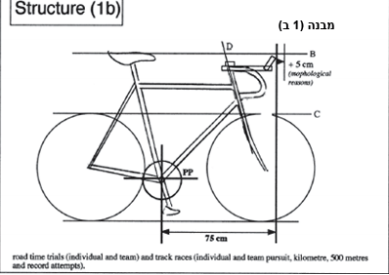 Structure (1b)
מבנה (1 ב)
D
B
+ 5 cm
(mophological
reasons)
C
PP
75 cm
road time trials (individual and team) and track races (individual and team pursuit, kilometre, 500 metres
and record attempts).